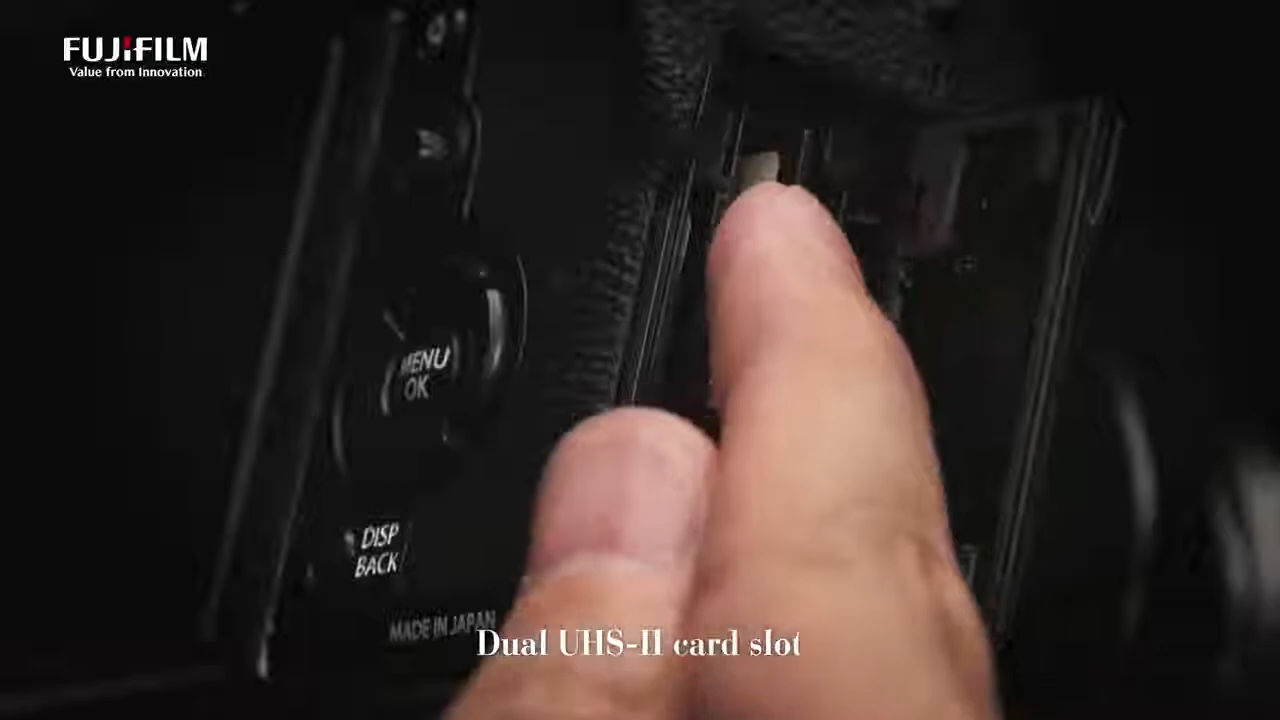 FUJIFILM
Value from Innovation
MENU
OK
DISP
BACK
MADE IN JAPAN
Dual UHS-II card slot